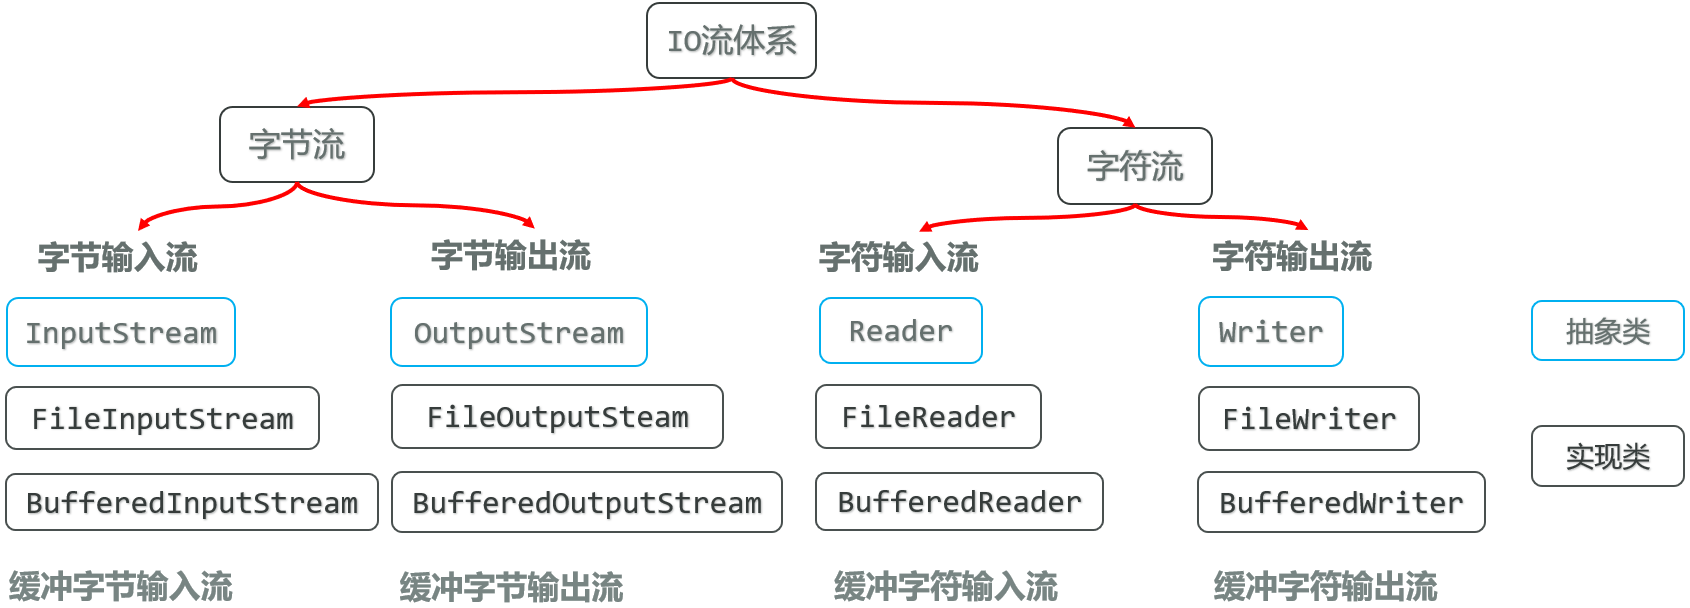 IO流体系
字节流
字符流
字节输入流
字节输出流
字符输入流
字符输出流
InputStream
OutputStream
Reader
Writer
抽象类
FileInputStream
FileOutputSteam
FileReader
FileWriter
实现类
BufferedInputStream
BufferedOutputStream
BufferedReader
BufferedWriter
缓冲字节输入流
缓冲字节输出流
缓冲字符输入流
缓冲字符输出流